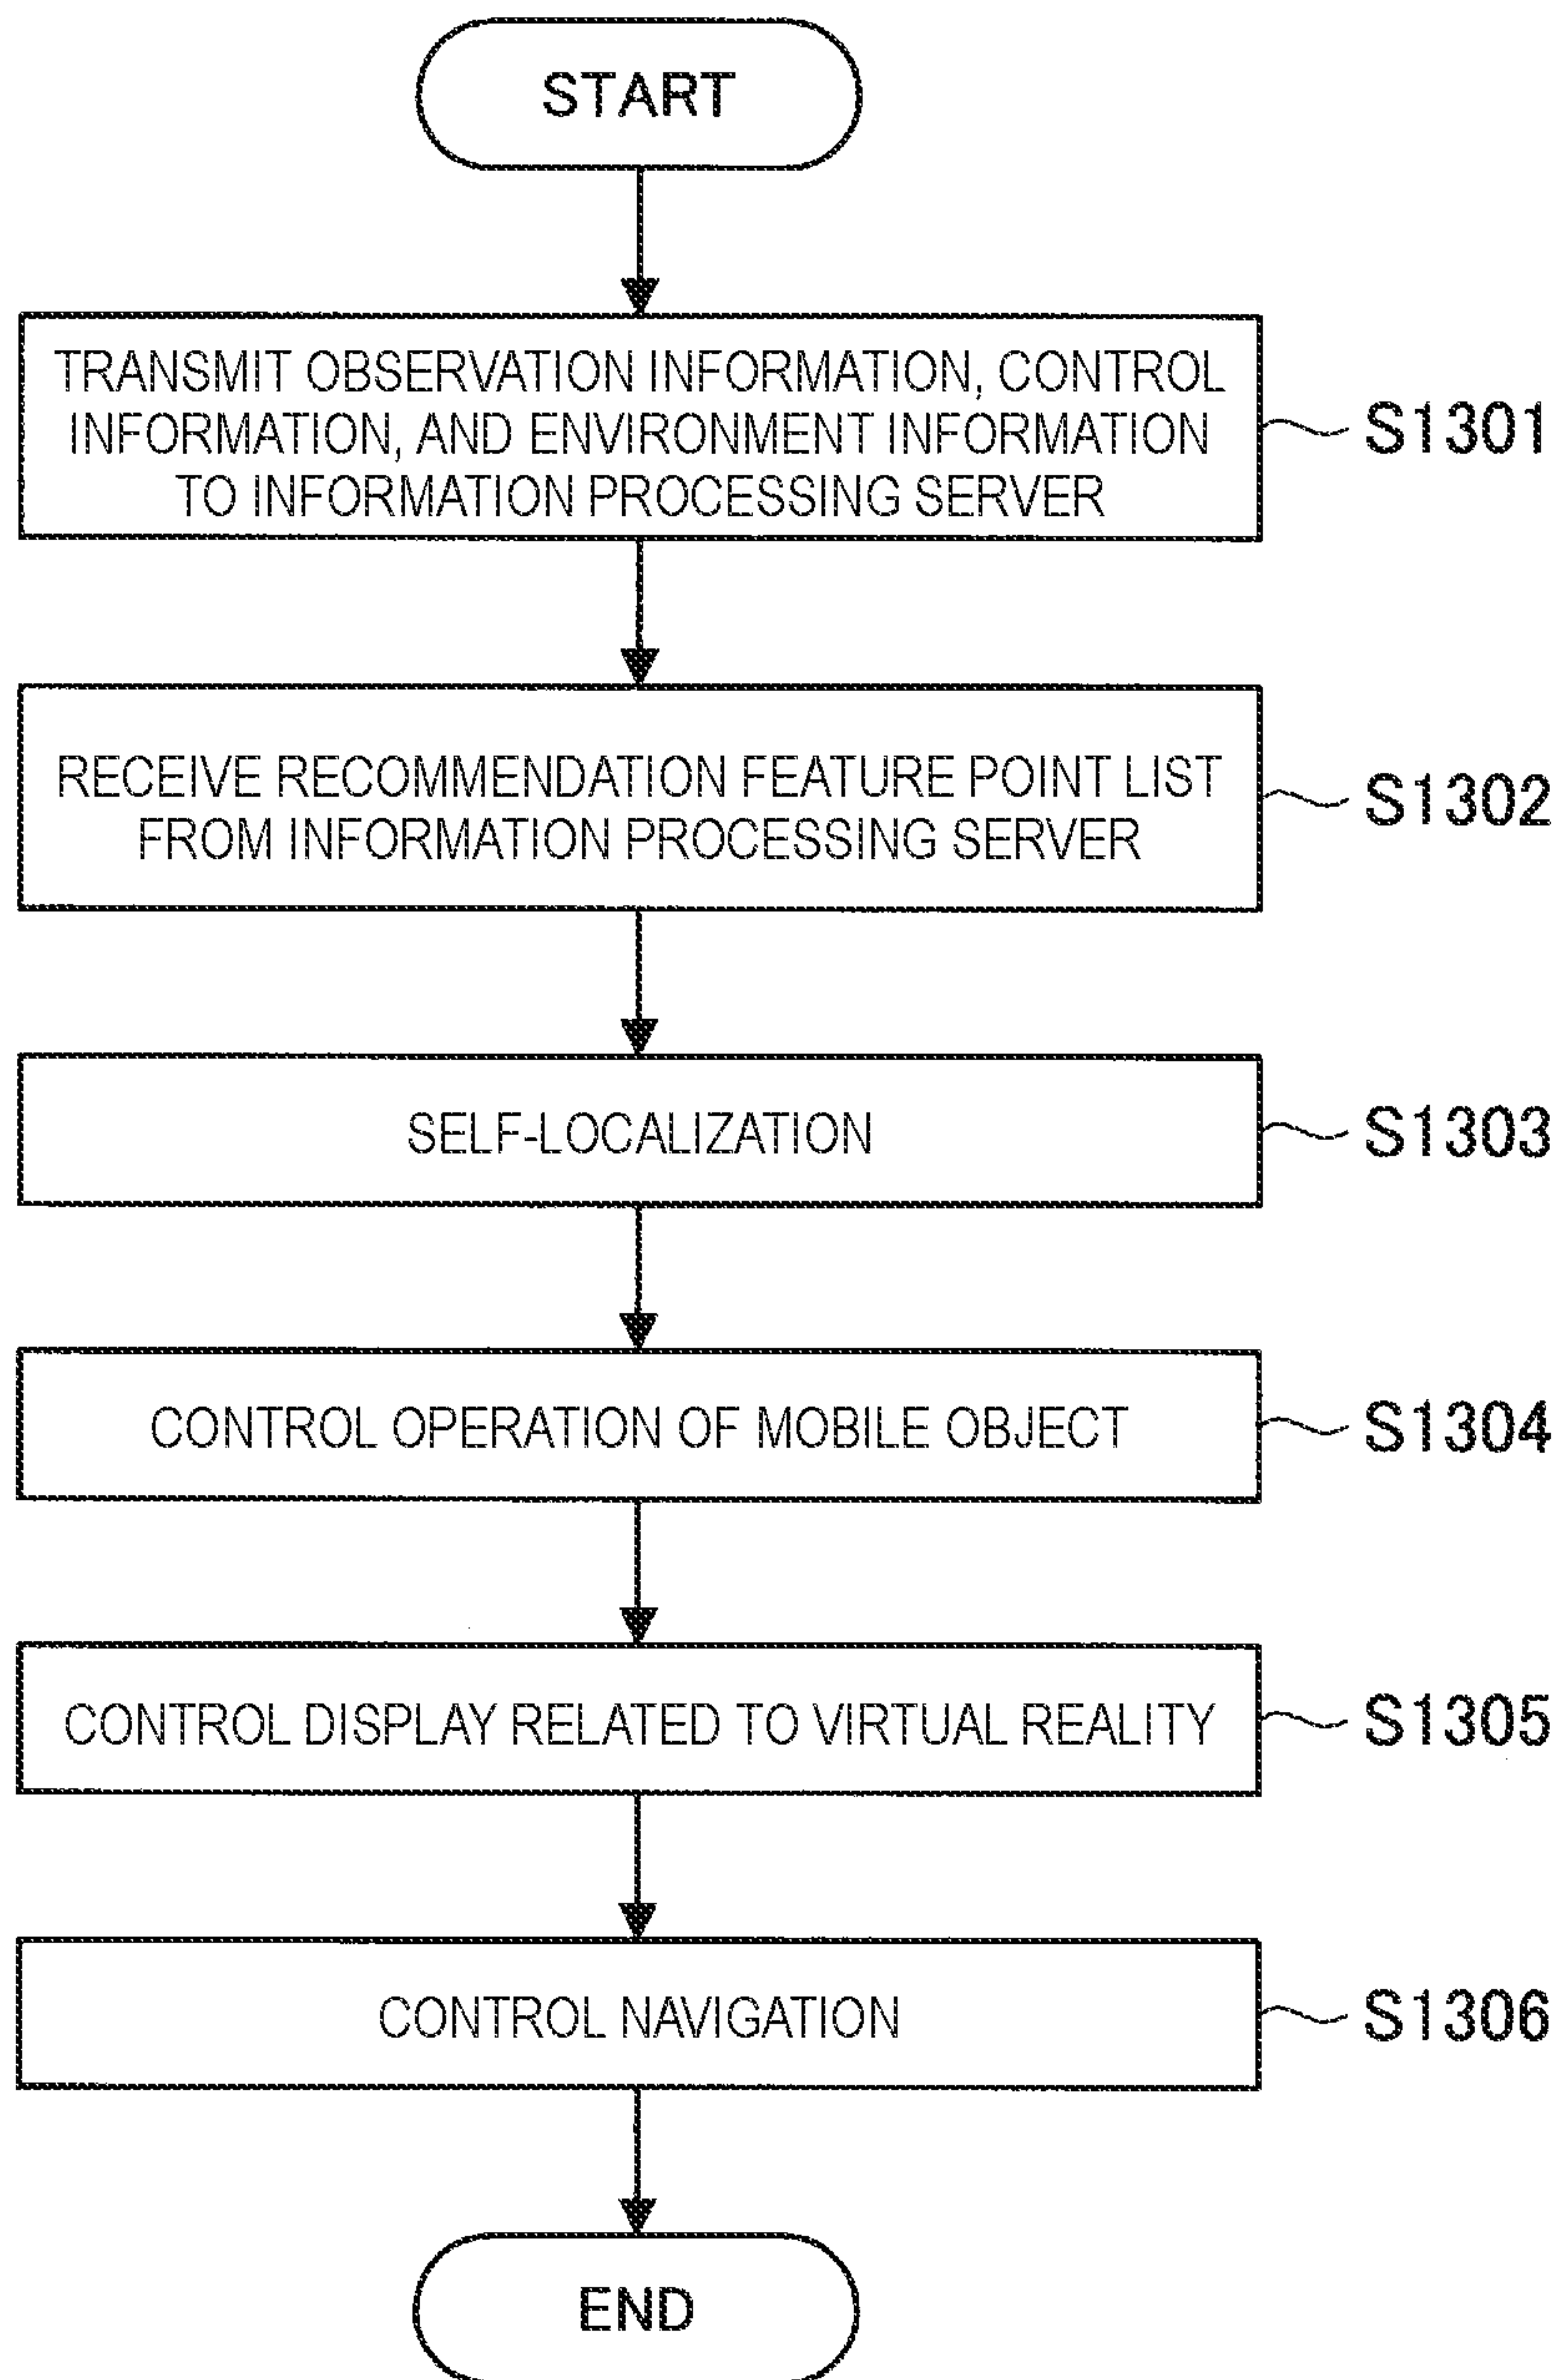 START
TRANSMIT OBSERVATION INFORMATION, CONTROL
INFORMATION, AND ENVIRONMENT INFORMATION
TO INFORMATION PROCESSING SERVER
S1301
RECEIVE RECOMMENDATION FEATURE POINT LIST
FROM INFORMATION PROCESSING SERVER
S1302
SELF-LOCALIZATION
S1303
CONTROL OPERATION OF MOBILE OBJECT
S1304
CONTROL DISPLAY RELATED TO VIRTUAL REALITY
S1305
CONTROL NAVIGATION
S1306
END